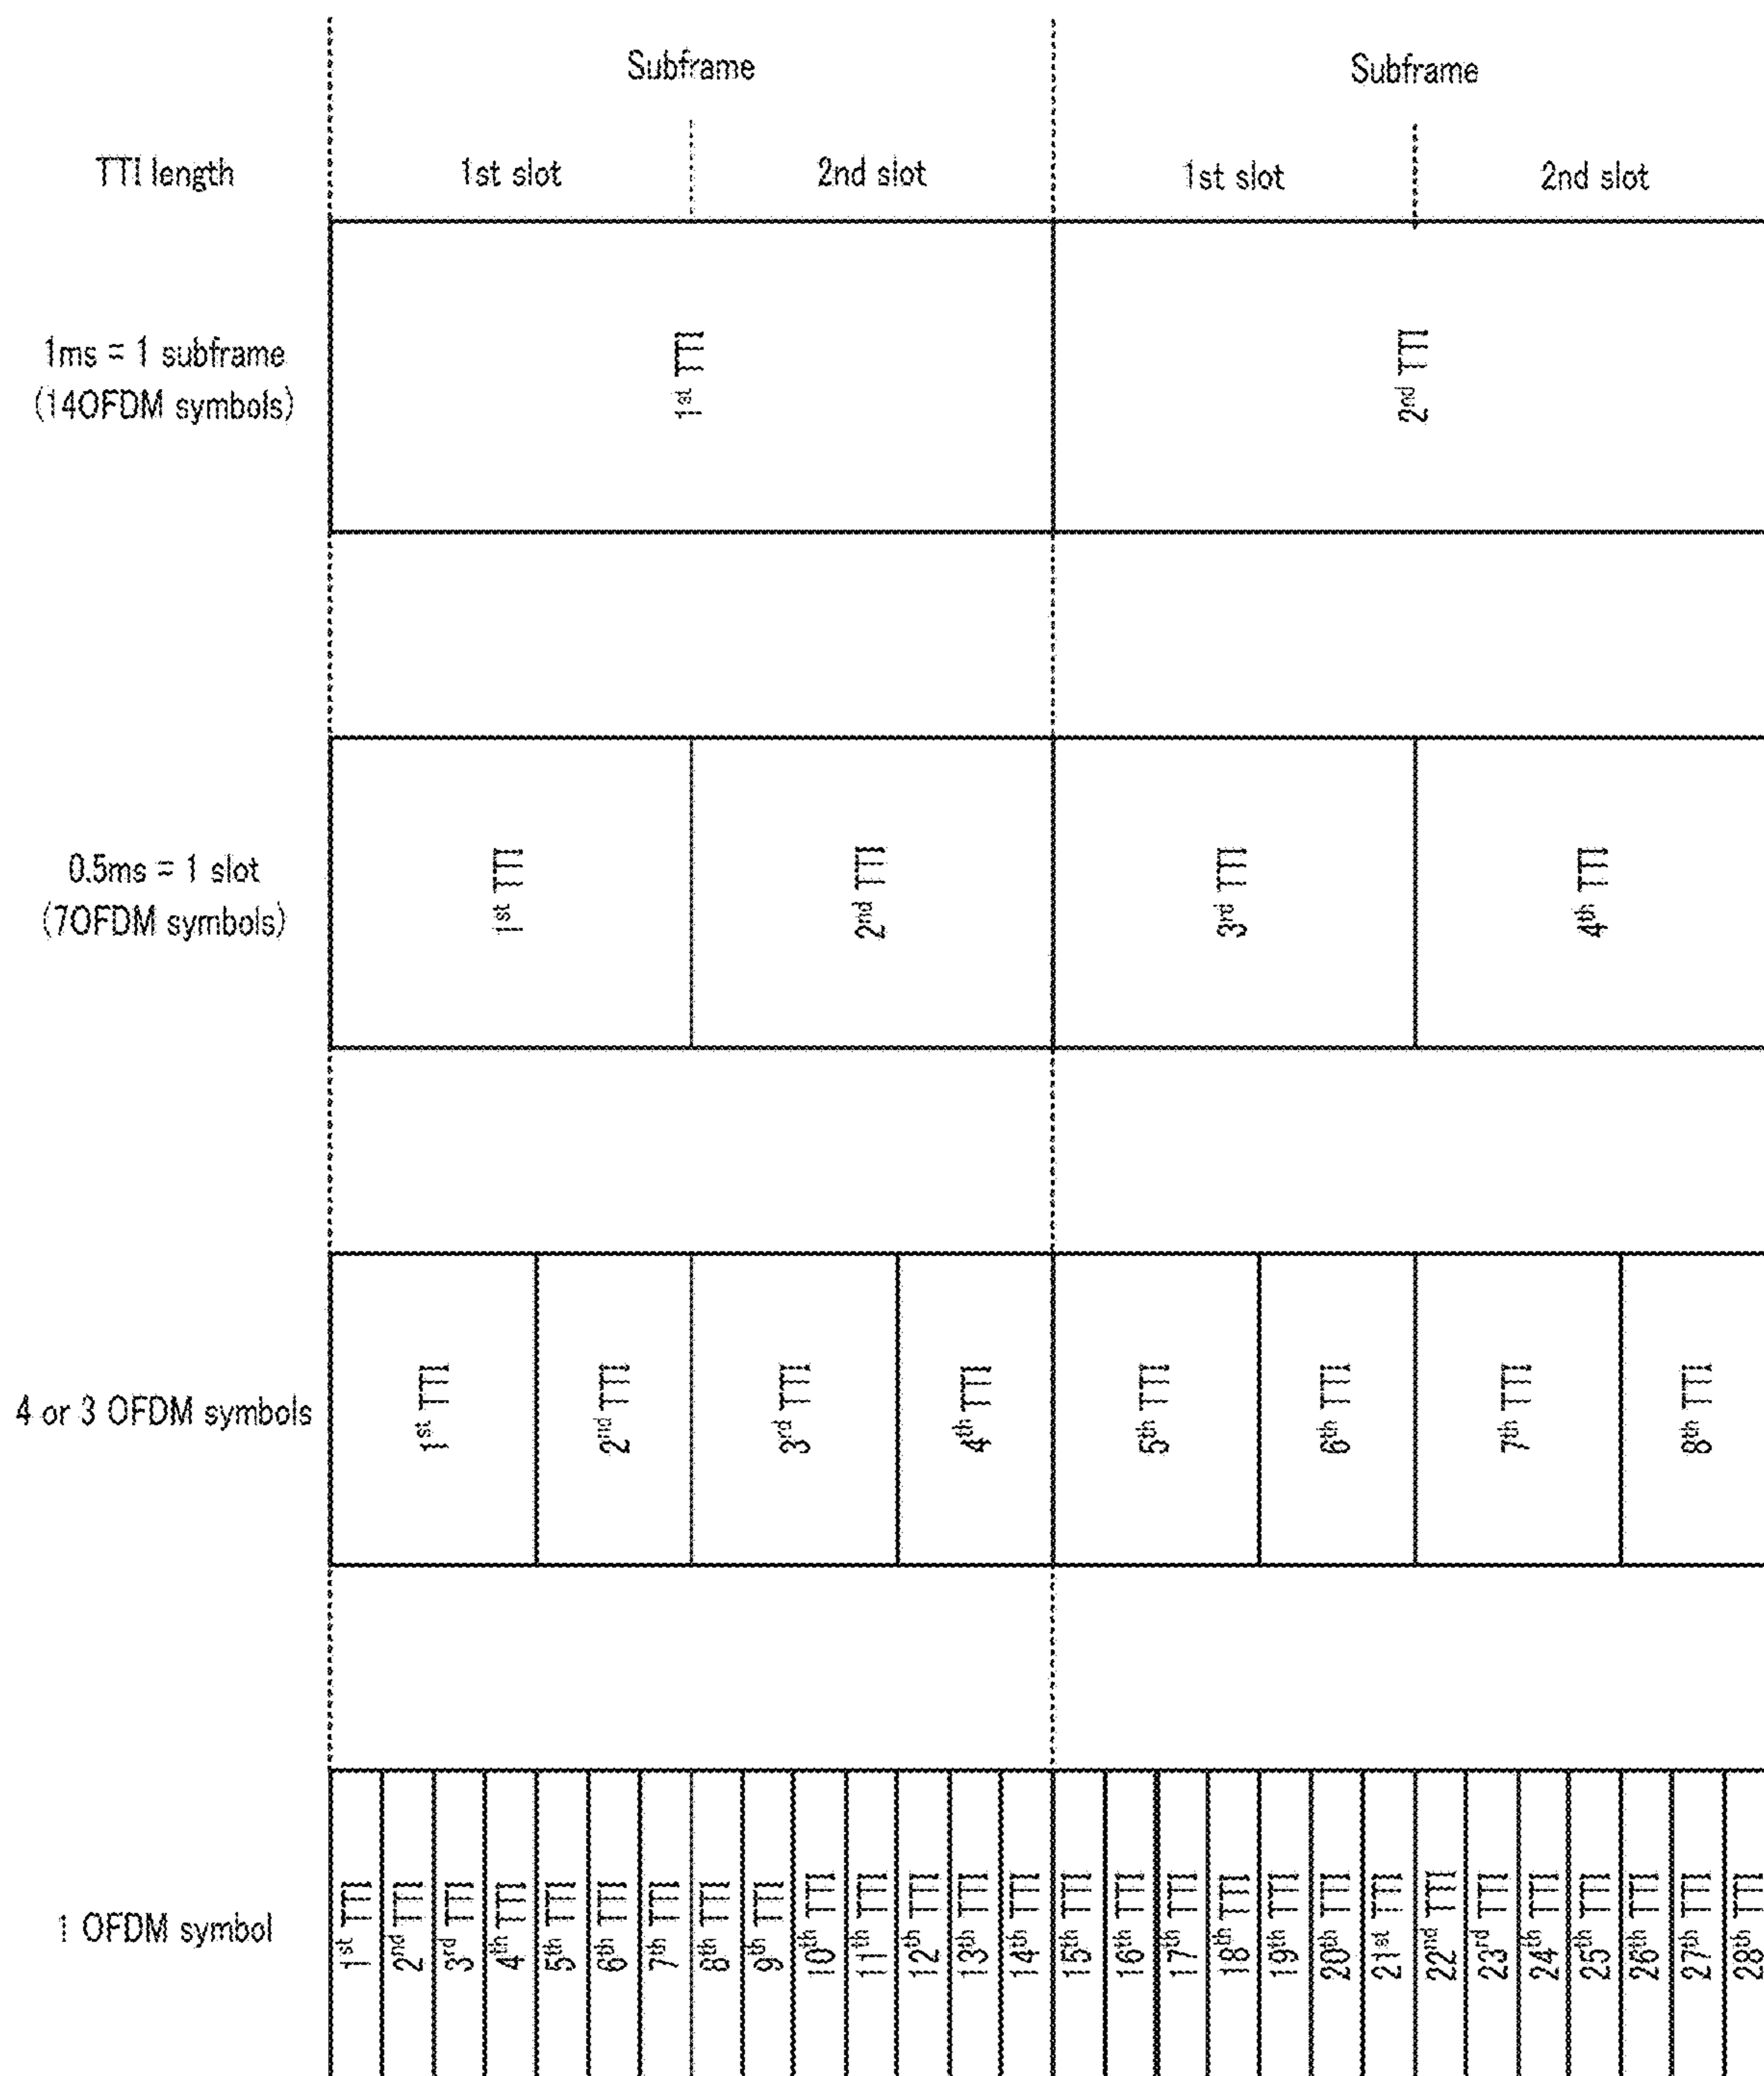 Subframe Subframe
TTI length 1st slot 2nd slot 1st slot 2nd slot
1ms = 1 subframe
(14OFDM symbols)
1st TTI 2nd TTI
0.5ms = 1 slot
(7OFDM symbols)
1st TTI 2nd TTI 3rd TTI 4th TTI
4 or 3 OFDM symbols
1st TTI 2nd TTI 3rd TTI 4th TTI 5th TTI 6th TTI 7th TTI 8th TTI
1 OFDM symbol
1st TTI 2nd TTI 3rd TTI 4th TTI 5th TTI 6th TTI 7th TTI 8th TTI 9th TTI 10th TTI 11th TTI 12th TTI 13th TTI 14th TTI 15th TTI 16th TTI 17th TTI 18th TTI 19th TTI 20th TTI 21st TTI 22nd TTI 23rd TTI 24th TTI 25th TTI 26th TTI 27th TTI 28th TTI